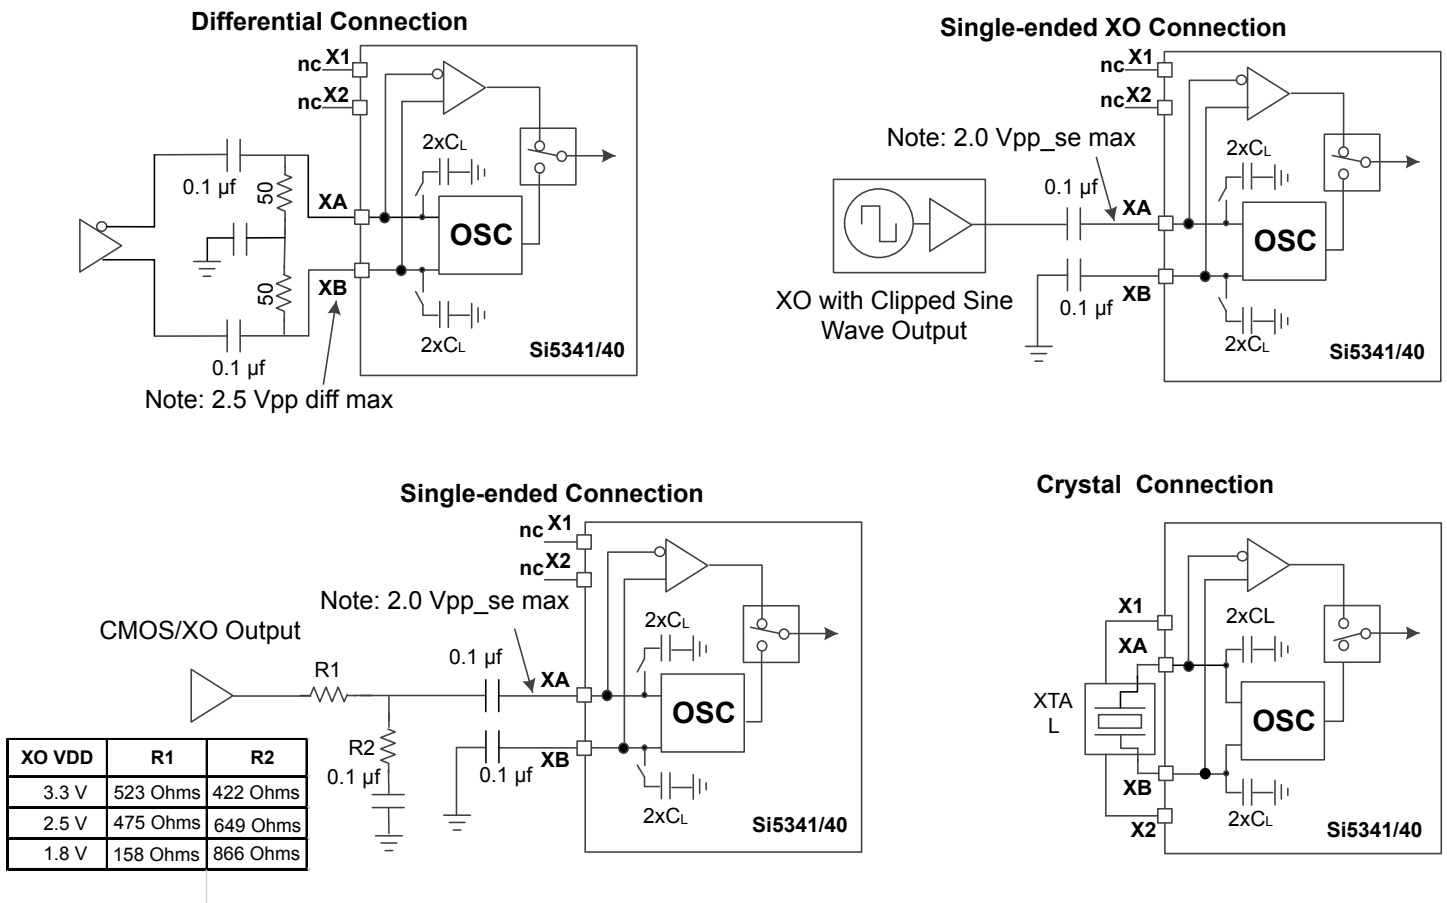 Differential Connection
nc X1
nc X2
2xCL
0.1 µf
50
XA
OSC
50
XB
2xCL
0.1 µf
Si5341/40
Note: 2.5 Vpp diff max
Single-ended XO Connection
nc X1
nc X2
Note: 2.0 Vpp_se max
2xCL
0.1 µf
XA
OSC
XB
0.1 µf
XO with Clipped Sine
Wave Output
2xCL
Si5341/40
Single-ended Connection
nc X1
nc X2
Note: 2.0 Vpp_se max
CMOS/XO Output
2xCL
0.1 µf
R1
XA
OSC
R2
XB
0.1 µf
0.1 µf
2xCL
Si5341/40
XO VDD R1 R2
3.3 V 523 Ohms 422 Ohms
2.5 V 475 Ohms 649 Ohms
1.8 V 158 Ohms 866 Ohms
Crystal Connection
X1
2xCL
XA
XTA
L
OSC
XB
X2
2xCL
Si5341/40